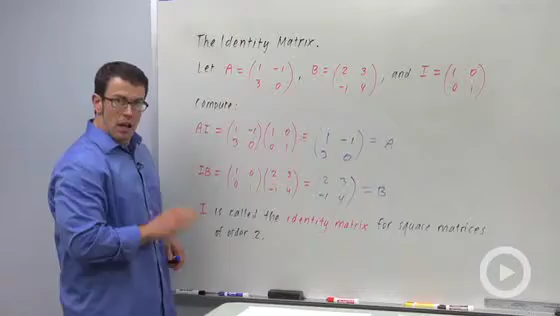 The Identity Matrix.
Let A = (1 -1 3 0), B = (2 3 -1 4), and I = (1 0 0 1)
Compute:
AI = (1 -1 3 0) (1 0 0 1) = (1 -1 3 0) = A
IB = (1 0 0 1) (2 3 -1 4) = (2 3 -1 4) = B
I is called the identity matrix for square matrices
of order 2.